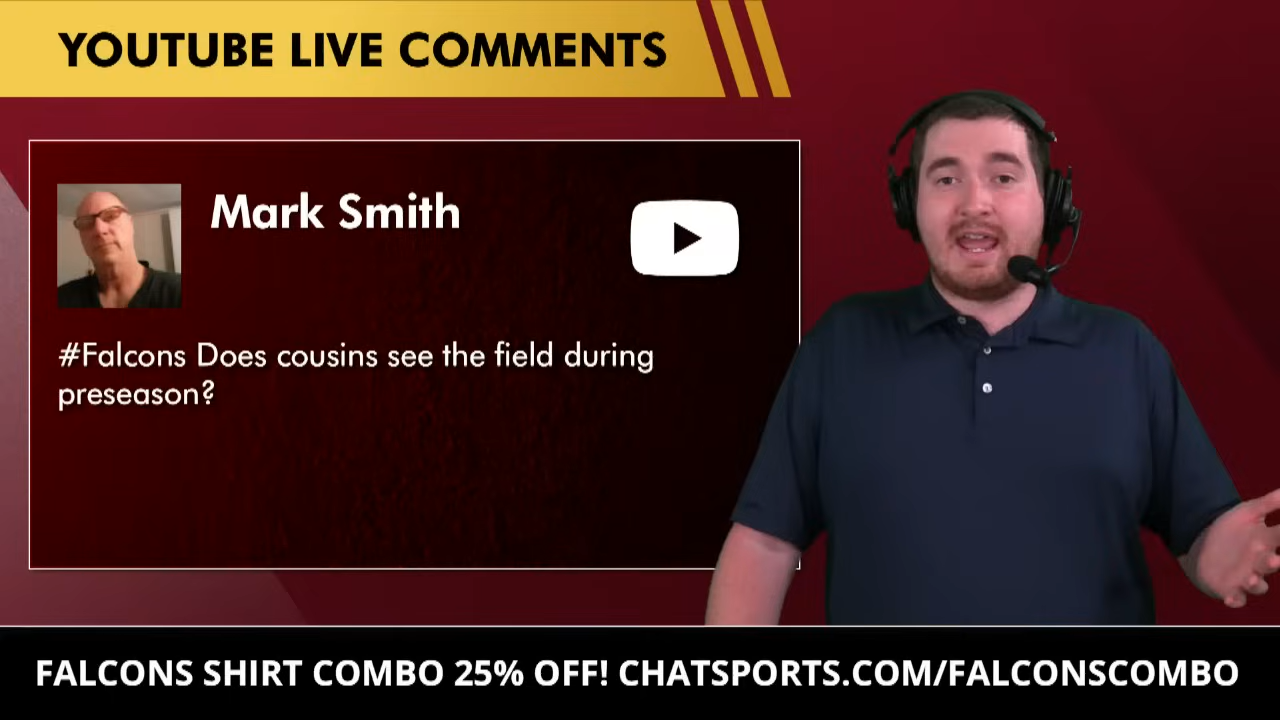 YOUTUBE LIVE COMMENTS
Mark Smith
#Falcons Does cousins see the field during
preseason?
FALCONS SHIRT COMBO 25% OFF! CHATSPORTS.COM/FALCONSCOMBO